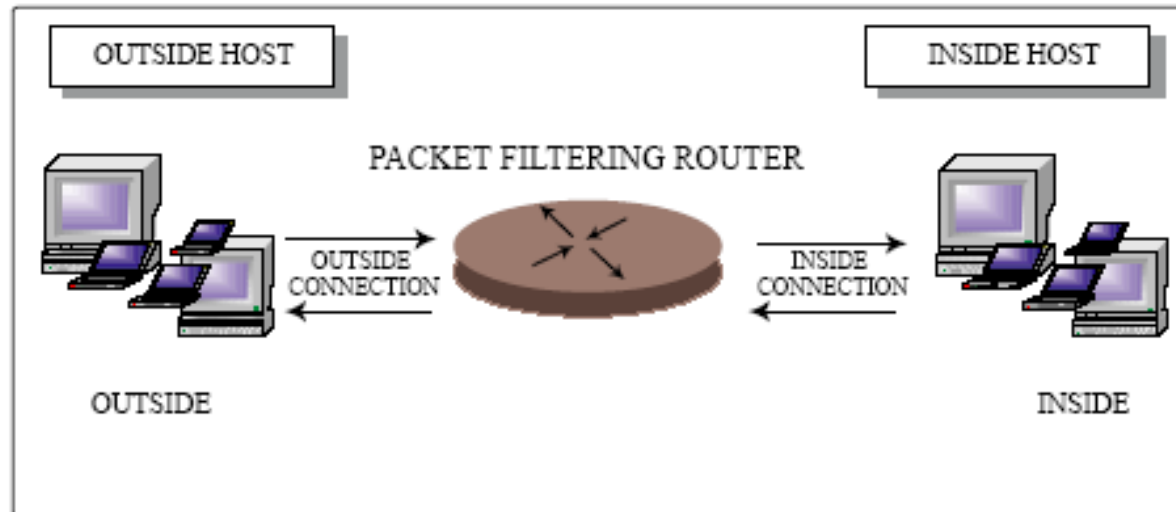 OUTSIDE HOST
INSIDE HOST
PACKET FILTERING ROUTER
OUTSIDE
CONNECTION
INSIDE
CONNECTION
OUTSIDE
INSIDE